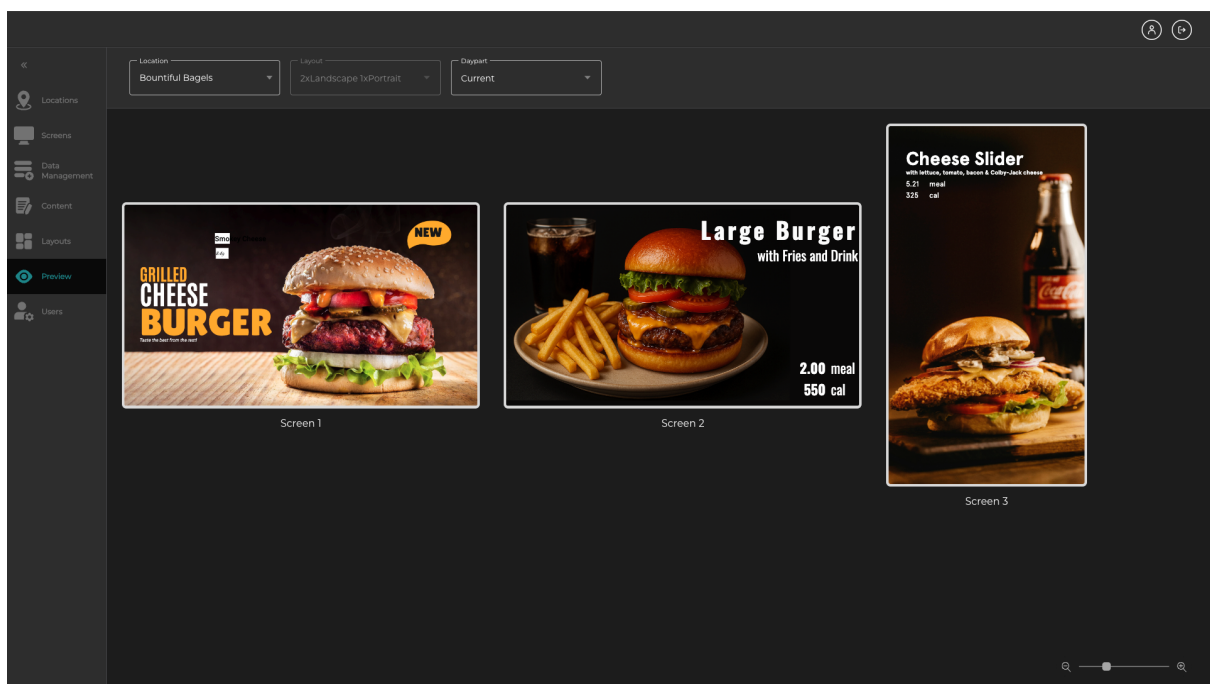 Location
Bountiful Bagels
Layout
2xLandscape 1xPortrait
Daypart
Current
Locations
Screens
Data
Management
Content
Layouts
Preview
Users
NEW
GRILLED
CHEESE
BURGER
Taste the best from the rest!
Screen 1
Large Burger
with Fries and Drink
2.00 meal
550 cal
Screen 2
Cheese Slider
with lettuce, tomato, bacon & Colby-Jack cheese
5.21 meal
325 cal
Coca-Cola
Screen 3